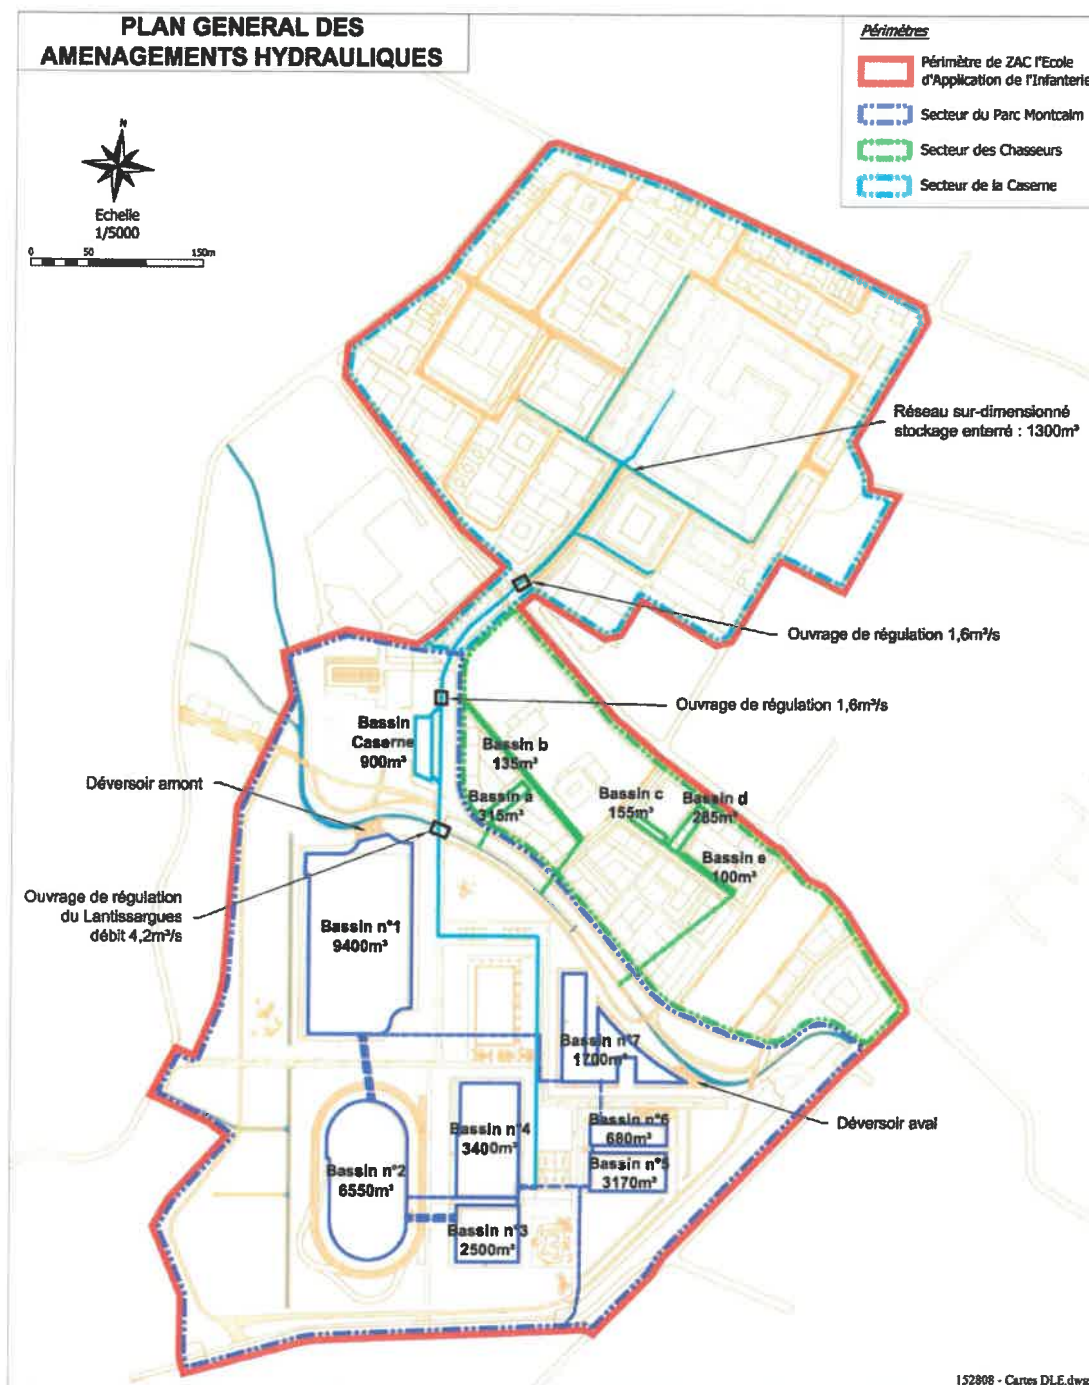 PLAN GENERAL DES
AMENAGEMENTS HYDRAULIQUES
N
Echelle
1/5000
0 50 150m
Périmètres
Périmètre de ZAC l'Ecole
d'Application de l'Infanterie
Secteur du Parc Montcalm
Secteur des Chasseurs
Secteur de la Caserne
Réseau sur-dimensionné
stockage enterré : 1300m³
Ouvrage de régulation 1,6m³/s
Ouvrage de régulation 1,6m³/s
Bassin
Caserne
900m³
Bassin b
135m³
Bassin a
315m³
Bassin c
155m³
Bassin d
285m³
Bassin e
100m³
Déversoir amont
Ouvrage de régulation
du Lantissargues
débit 4,2m³/s
Bassin n°1
9400m³
Bassin n°7
1700m³
Bassin n°4
3400m³
Bassin n°6
680m³
Déversoir aval
Bassin n°2
6550m³
Bassin n°5
3170m³
Bassin n°3
2500m³
152808 - Cartes DLE.dwg